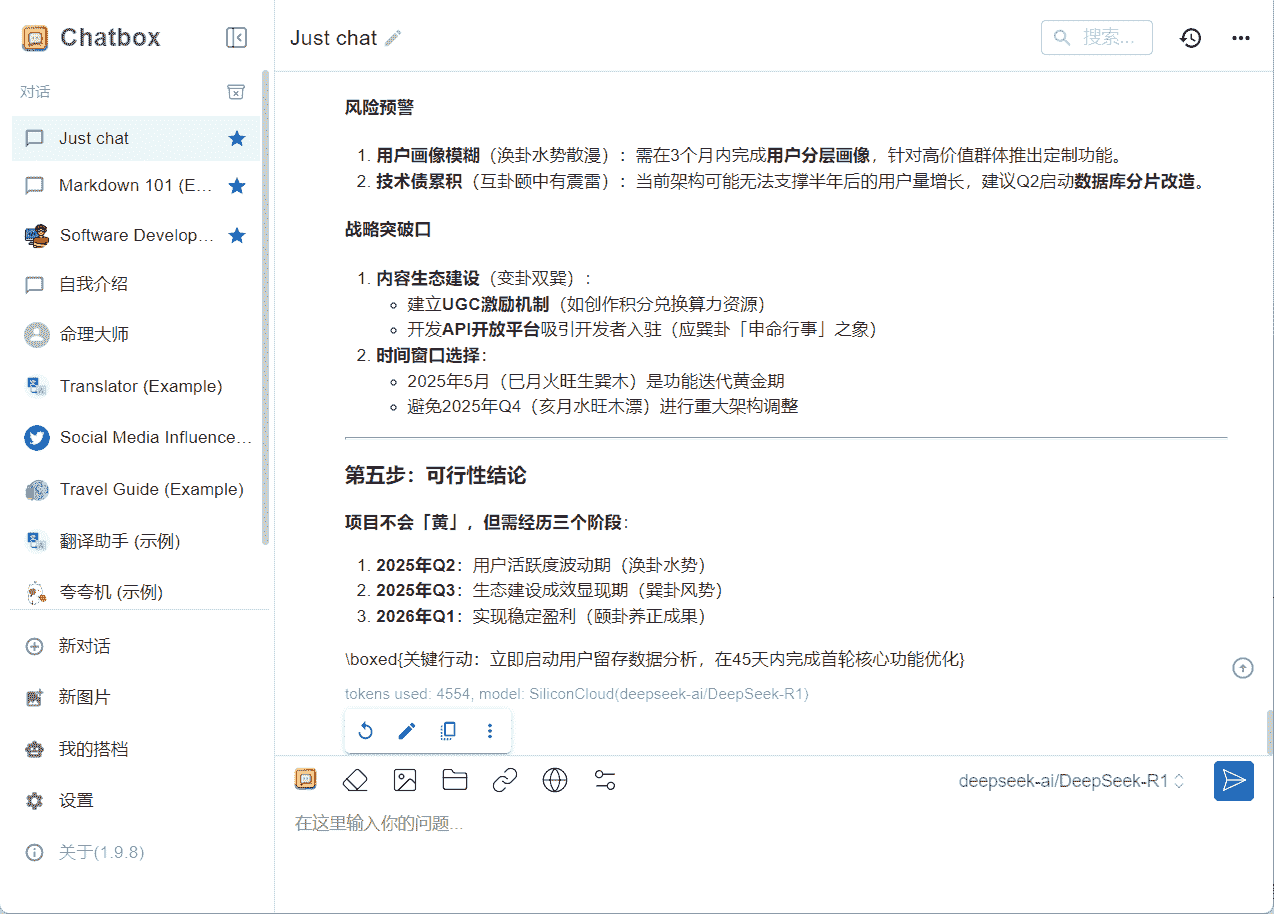 Chatbox
对话
Just chat
Markdown 101 (E...
Software Develop...
自我介绍
命理大师
Translator (Example)
Social Media Influence...
Travel Guide (Example)
翻译助手 (示例)
夸夸机 (示例)
新对话
新图片
我的搭档
设置
关于(1.9.8)
Just chat
搜索...
风险预警
1. 用户画像模糊（涣卦水势散漫）：需在3个月内完成用户分层画像，针对高价值群体推出定制功能。
2. 技术债累积（互卦颐中有震雷）：当前架构可能无法支撑半年后的用户量增长，建议Q2启动数据库分片改造。
战略突破口
1. 内容生态建设（变卦双巽）：
建立UGC激励机制（如创作积分兑换算力资源）
开发API开放平台吸引开发者入驻（应巽卦「申命行事」之象）
2. 时间窗口选择：
2025年5月（巳月火旺生巽木）是功能迭代黄金期
避免2025年Q4（亥月水旺木漂）进行重大架构调整
第五步：可行性结论
项目不会「黄」，但需经历三个阶段：
1. 2025年Q2：用户活跃度波动期（涣卦水势）
2. 2025年Q3：生态建设成效显现期（巽卦风势）
3. 2026年Q1：实现稳定盈利（颐卦养正成果）
\boxed{关键行动：立即启动用户留存数据分析，在45天内完成首轮核心功能优化}
tokens used: 4554, model: SiliconCloud(deepseek-ai/DeepSeek-R1)
deepseek-ai/DeepSeek-R1
在这里输入你的问题...